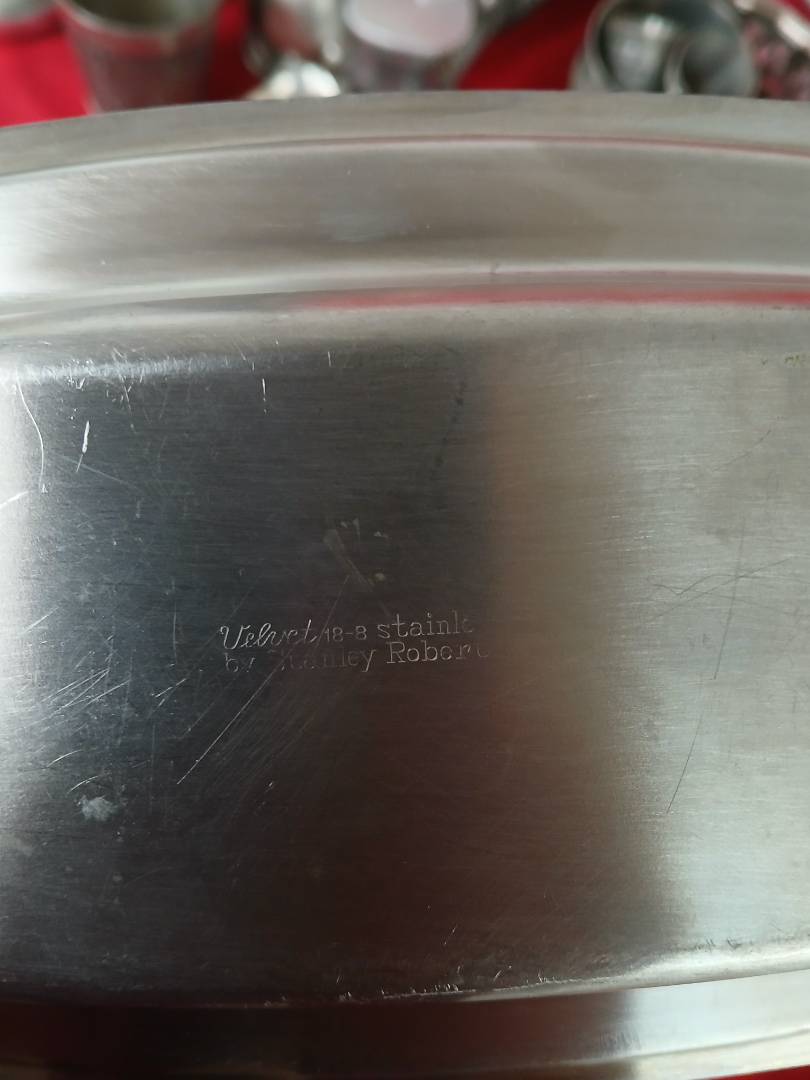 Velvet 18-8 stainle
by Stanley Robert